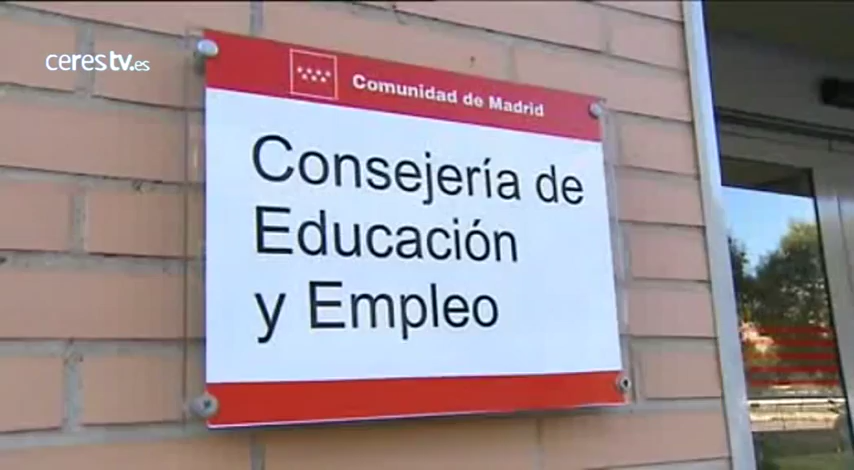 cerestv.es
Comunidad de Madrid
Consejería de
Educación
y Empleo